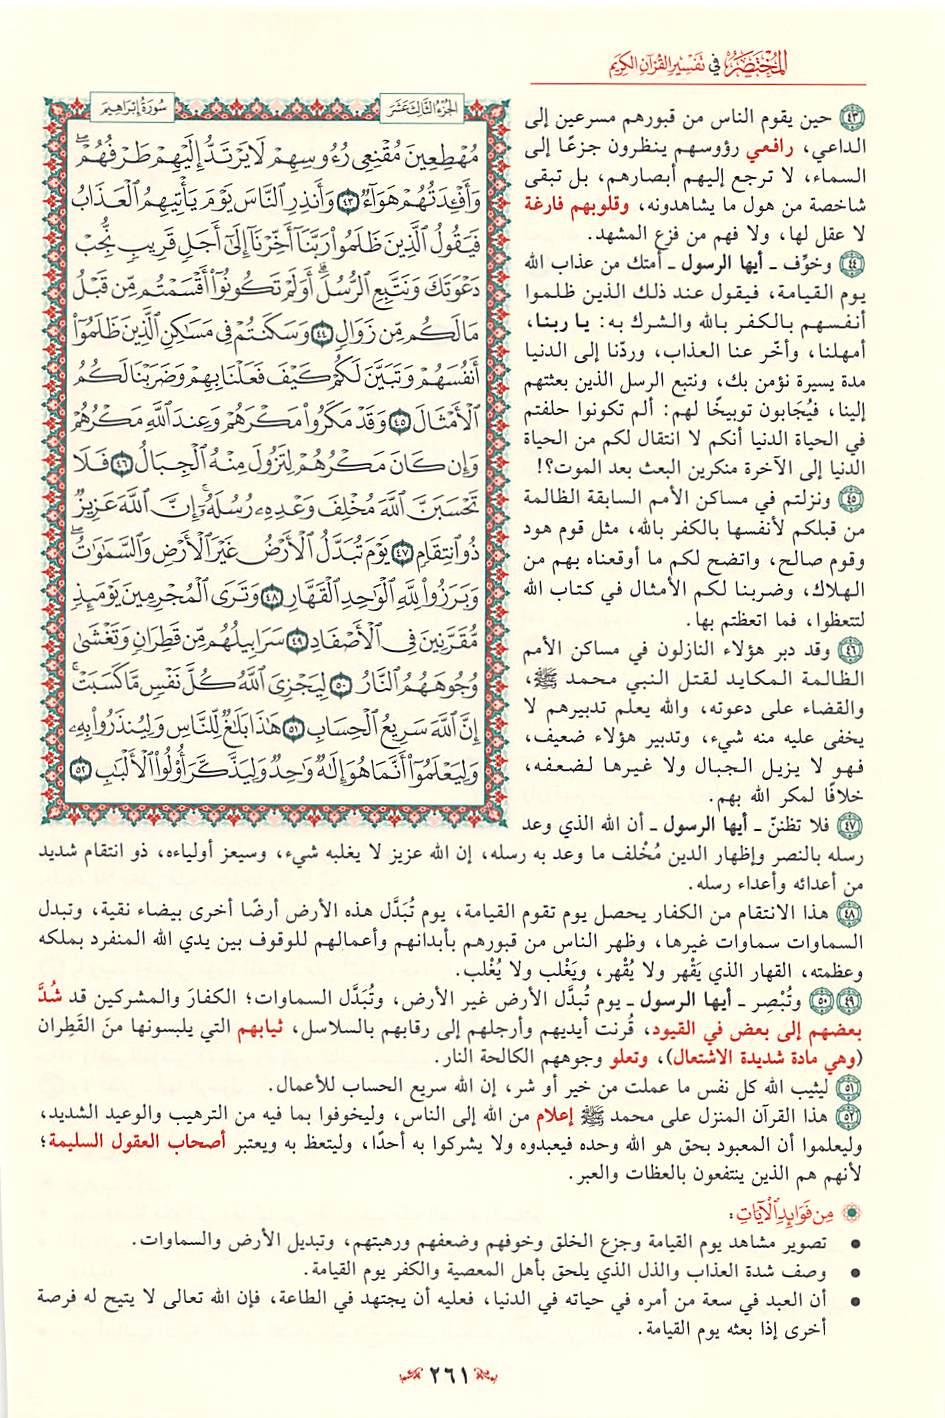 المُخْتَصَرُ في تَفْسِيرِ القُرْآنِ الكَرِيمِ
الجُزْءُ الثَّالِثَ عَشَرَ
سُورَةُ إِبْرَاهِيمَ
مُهْطِعِينَ مُقْنِعِي رُءُوسِهِمْ لَا يَرْتَدُّ إِلَيْهِمْ طَرْفُهُمْ ۖ
وَأَفْـِٔدَتُهُمْ هَوَآءٌ ٤٣ وَأَنذِرِ ٱلنَّاسَ يَوْمَ يَأْتِيهِمُ ٱلْعَذَابُ
فَيَقُولُ ٱلَّذِينَ ظَلَمُوا۟ رَبَّنَآ أَخِّرْنَآ إِلَىٰٓ أَجَلٍ قَرِيبٍ نُّجِبْ
دَعْوَتَكَ وَنَتَّبِعِ ٱلرُّسُلَ ۗ أَوَلَمْ تَكُونُوٓا۟ أَقْسَمْتُم مِّن قَبْلُ
مَا لَكُم مِّن زَوَالٍ ٤٤ وَسَكَنتُمْ فِى مَسَـٰكِنِ ٱلَّذِينَ ظَلَمُوٓا۟
أَنفُسَهُمْ وَتَبَيَّنَ لَكُمْ كَيْفَ فَعَلْنَا بِهِمْ وَضَرَبْنَا لَكُمُ
ٱلْأَمْثَالَ ٤٥ وَقَدْ مَكَرُوا۟ مَكْرَهُمْ وَعِندَ ٱللَّهِ مَكْرُهُمْ
وَإِن كَانَ مَكْرُهُمْ لِتَزُولَ مِنْهُ ٱلْجِبَالُ ٤٦ فَلَا
تَحْسَبَنَّ ٱللَّهَ مُخْلِفَ وَعْدِهِۦ رُسُلَهُۥٓ ۗ إِنَّ ٱللَّهَ عَزِيزٌ
ذُو ٱنتِقَامٍ ٤٧ يَوْمَ تُبَدَّلُ ٱلْأَرْضُ غَيْرَ ٱلْأَرْضِ وَٱلسَّمَـٰوَٰتُ ۖ
وَبَرَزُوا۟ لِلَّهِ ٱلْوَٰحِدِ ٱلْقَهَّارِ ٤٨ وَتَرَى ٱلْمُجْرِمِينَ يَوْمَئِذٍ
مُّقَرَّنِينَ فِى ٱلْأَصْفَادِ ٤٩ سَرَابِيلُهُم مِّن قَطِرَانٍ وَتَغْشَىٰ
وُجُوهَهُمُ ٱلنَّارُ ٥٠ لِيَجْزِىَ ٱللَّهُ كُلَّ نَفْسٍ مَّا كَسَبَتْ ۚ
إِنَّ ٱللَّهَ سَرِيعُ ٱلْحِسَابِ ٥١ هَـٰذَا بَلَـٰغٌ لِّلنَّاسِ وَلِيُنذَرُوا۟ بِهِۦ
وَلِيَعْلَمُوٓا۟ أَنَّمَا هُوَ إِلَـٰهٌ وَٰحِدٌ وَلِيَذَّكَّرَ أُو۟لُوا۟ ٱلْأَلْبَـٰبِ ٥٢
٤٣ حين يقوم الناس من قبورهم مسرعين إلى
الداعي، رافعي رؤوسهم ينظرون جزعًا إلى
السماء، لا ترجع إليهم أبصارهم، بل تبقى
شاخصة من هول ما يشاهدونه، وقلوبهم فارغة
لا عقل لها، ولا فهم من فزع المشهد.
٤٤ وخوِّف ـ أيها الرسول ـ أمتك من عذاب الله
يوم القيامة، فيقول عند ذلك الذين ظلموا
أنفسهم بالكفر بالله والشرك به: يا ربنا،
أمهلنا، وأخّر عنا العذاب، وردّنا إلى الدنيا
مدة يسيرة نؤمن بك، ونتبع الرسل الذين بعثتهم
إلينا، فيُجَابون توبيخًا لهم: ألم تكونوا حلفتم
في الحياة الدنيا أنكم لا انتقال لكم من الحياة
الدنيا إلى الآخرة منكرين البعث بعد الموت؟!
٤٥ ونزلتم في مساكن الأمم السابقة الظالمة
من قبلكم لأنفسها بالكفر بالله، مثل قوم هود
وقوم صالح، واتضح لكم ما أوقعناه بهم من
الهلاك، وضربنا لكم الأمثال في كتاب الله
لتتعظوا، فما اتعظتم بها.
٤٦ وقد دبر هؤلاء النازلون في مساكن الأمم
الظالمة المكايد لقتل النبي محمد ﷺ،
والقضاء على دعوته، والله يعلم تدبيرهم لا
يخفى عليه منه شيء، وتدبير هؤلاء ضعيف،
فهو لا يزيل الجبال ولا غيرها لضعفه،
خلافًا لمكر الله بهم.
٤٧ فلا تظننّ ـ أيها الرسول ـ أن الله الذي وعد
رسله بالنصر وإظهار الدين مُخْلف ما وعد به رسله، إن الله عزيز لا يغلبه شيء، وسيعز أولياءه، ذو انتقام شديد
من أعدائه وأعداء رسله.
٤٨ هذا الانتقام من الكفار يحصل يوم تقوم القيامة، يوم تُبَدَّل هذه الأرض أرضًا أخرى بيضاء نقية، وتبدل
السماوات سماوات غيرها، وظهر الناس من قبورهم بأبدانهم وأعمالهم للوقوف بين يدي الله المنفرد بملكه
وعظمته، القهار الذي يَقْهر ولا يُقْهر، ويَغْلب ولا يُغْلب.
٤٩ ٥٠ وتُبْصِر ـ أيها الرسول ـ يوم تُبدَّل الأرض غير الأرض، وتُبَدَّل السماوات؛ الكفارَ والمشركين قد شُدَّ
بعضهم إلى بعض في القيود، قُرنت أيديهم وأرجلهم إلى رقابهم بالسلاسل، ثيابهم التي يلبسونها منَ القَطِران
(وهي مادة شديدة الاشتعال)، وتعلو وجوههم الكالحة النار.
٥١ ليثيب الله كل نفس ما عملت من خير أو شر، إن الله سريع الحساب للأعمال.
٥٢ هذا القرآن المنزل على محمد ﷺ إعلام من الله إلى الناس، وليخوفوا بما فيه من الترهيب والوعيد الشديد،
وليعلموا أن المعبود بحق هو الله وحده فيعبدوه ولا يشركوا به أحدًا، وليتعظ به ويعتبر أصحاب العقول السليمة؛
لأنهم هم الذين ينتفعون بالعظات والعبر.
مِن فَوَائِدِ الآيَاتِ:
• تصوير مشاهد يوم القيامة وجزع الخلق وخوفهم وضعفهم ورهبتهم، وتبديل الأرض والسماوات.
• وصف شدة العذاب والذل الذي يلحق بأهل المعصية والكفر يوم القيامة.
• أن العبد في سعة من أمره في حياته في الدنيا، فعليه أن يجتهد في الطاعة، فإن الله تعالى لا يتيح له فرصة
أخرى إذا بعثه يوم القيامة.
٢٦١